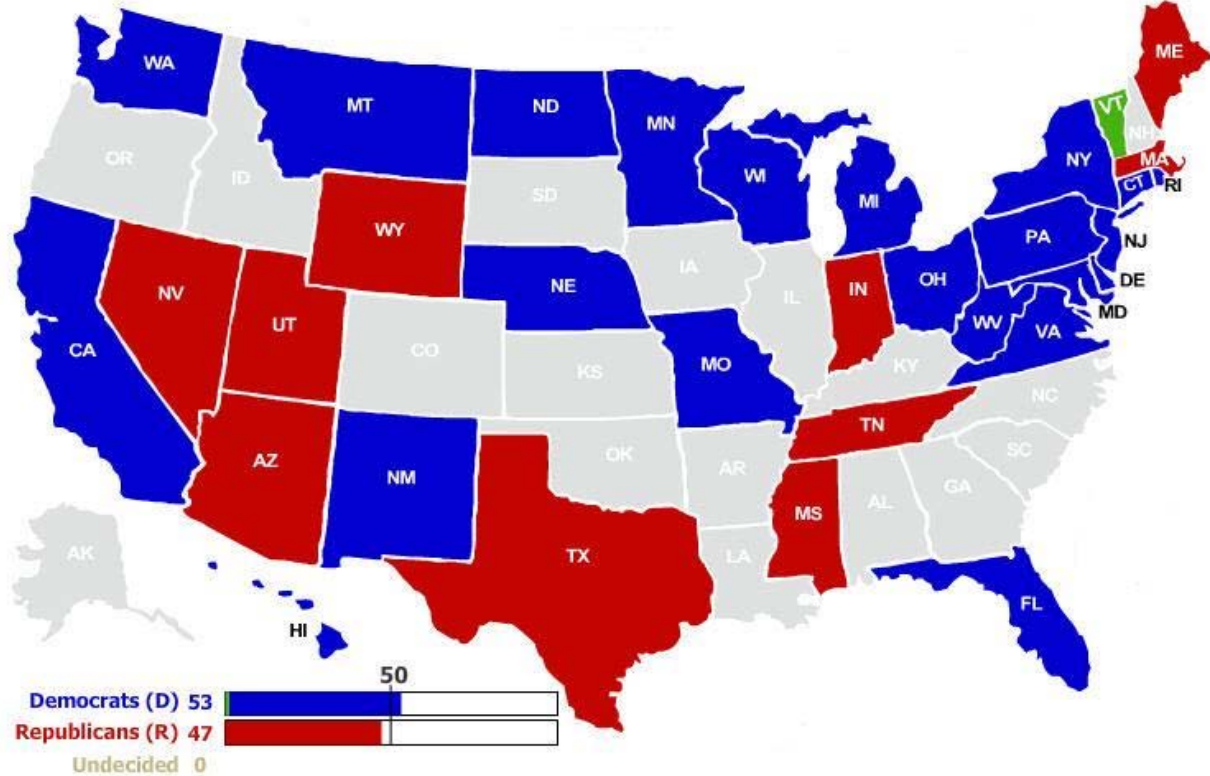 WA
MT
ND
MN
ME
VT
NH
OR
ID
SD
WI
MI
NY
MA
CT
RI
WY
IA
PA
NJ
NV
UT
NE
IL
IN
OH
DE
MD
CA
CO
KS
MO
WV
VA
KY
AZ
NM
OK
AR
TN
NC
SC
AK
TX
LA
MS
AL
GA
FL
HI
50
Democrats (D) 53
Republicans (R) 47
Undecided 0